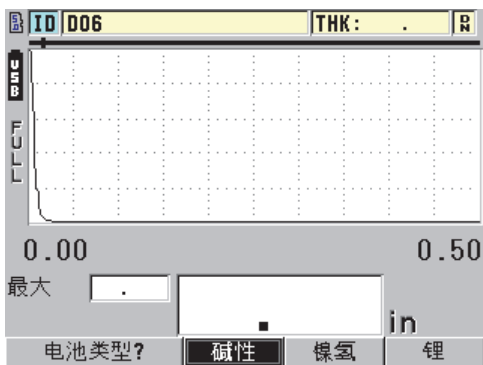 ID D06 THK: .
USB
FULL
0.00 0.50
最大 .
. in
电池类型? 碱性 镍氢 锂